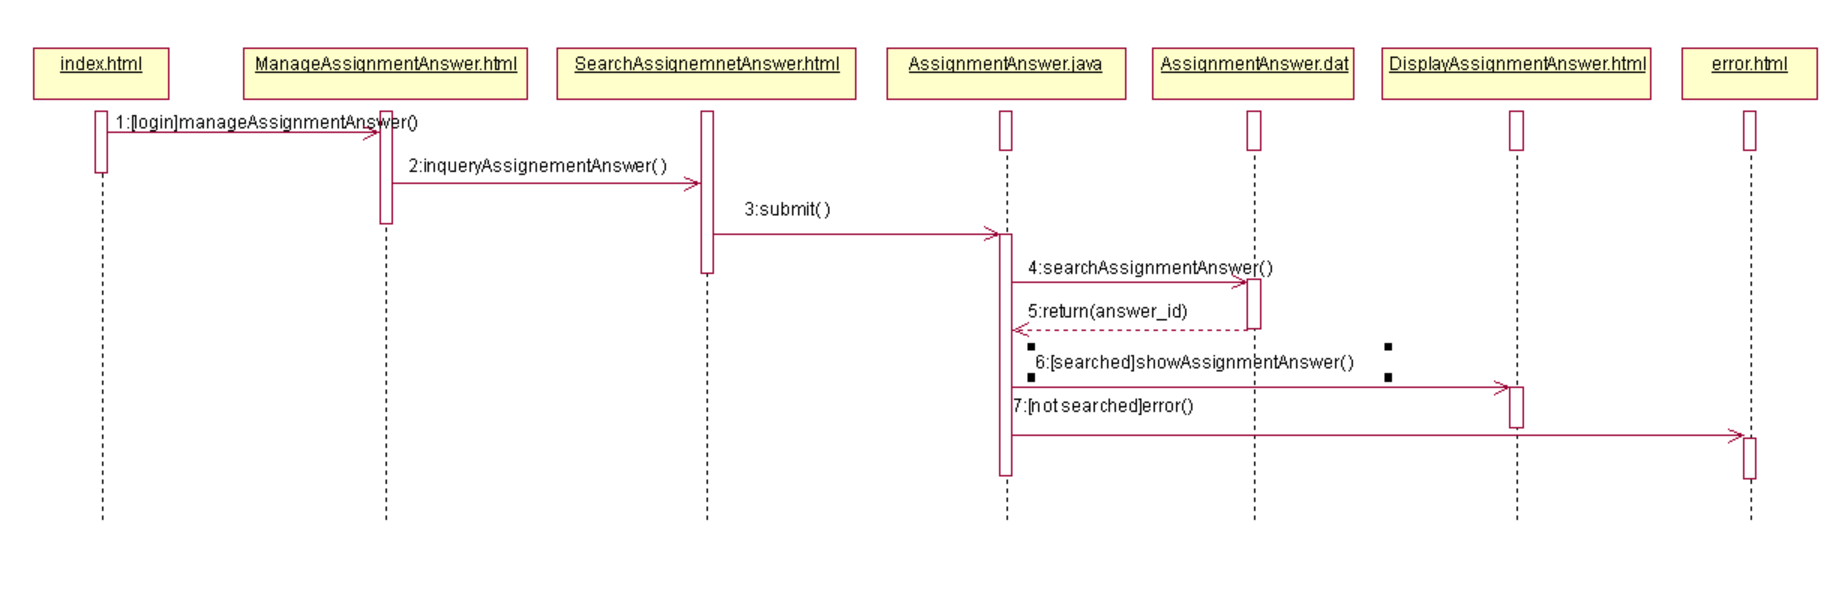 index.html
ManageAssignmentAnswer.html
SearchAssignemnetAnswer.html
AssignmentAnswer.java
AssignmentAnswer.dat
DisplayAssignmentAnswer.html
error.html
1:[login]manageAssignmentAnswer()
2:inqueryAssignementAnswer()
3:submit()
4:searchAssignmentAnswer()
5:return(answer_id)
6:[searched]showAssignmentAnswer()
7:[not searched]error()